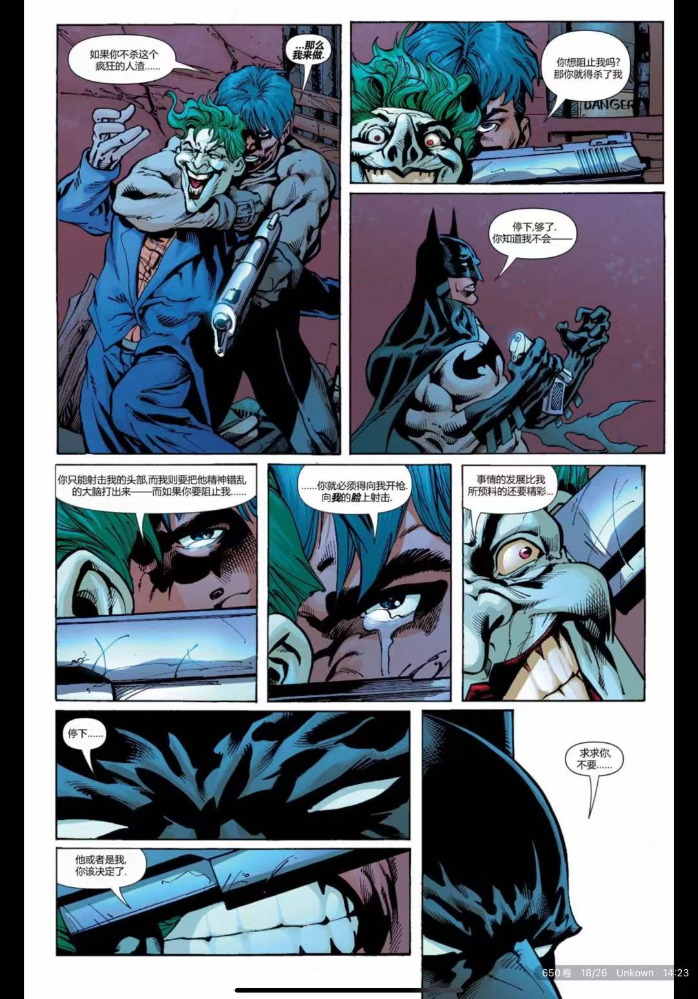 如果你不杀这个
疯狂的人渣……
...那么
我来做.
你想阻止我吗?
那你就得杀了我
DANGER
停下,够了.
你知道我不会——
你只能射击我的头部,而我则要把他精神错乱
的大脑打出来——而如果你要阻止我……
……你就必须得向我开枪.
向我的脸上射击.
事情的发展比我
所预料的还要精彩...
停下……
求求你,
不要……
他或者是我,
你该决定了.
650卷 18/26 Unkown 14:23